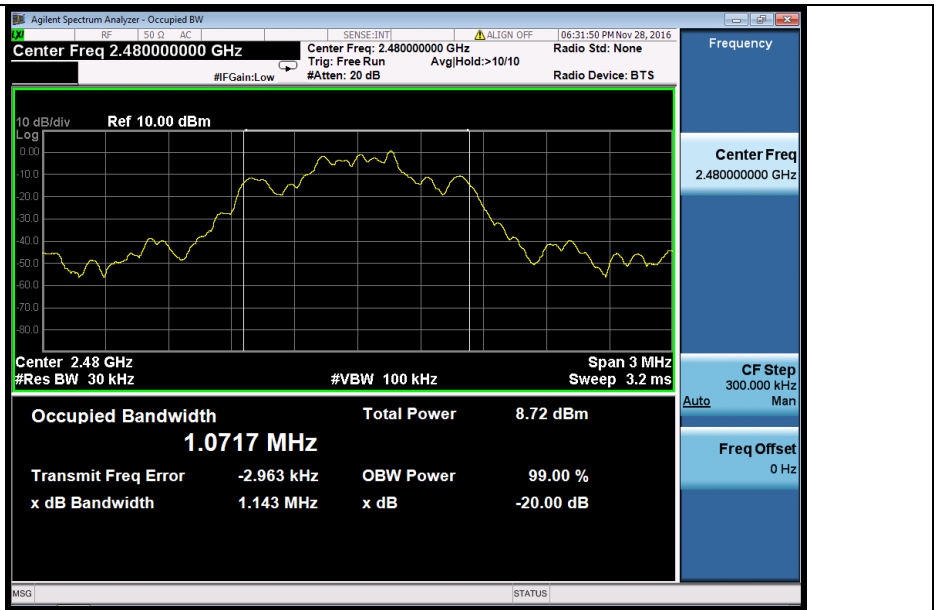 Agilent Spectrum Analyzer - Occupied BW
LXI RF 50 Ω AC SENSE:INT ALIGN OFF 06:31:50 PM Nov 28, 2016
Center Freq 2.480000000 GHz
Center Freq: 2.480000000 GHz Radio Std: None
Trig: Free Run Avg|Hold:>10/10
#IFGain:Low #Atten: 20 dB Radio Device: BTS
10 dB/div Ref 10.00 dBm
Log
0.00
-10.0
-20.0
-30.0
-40.0
-50.0
-60.0
-70.0
-80.0
Center 2.48 GHz Span 3 MHz
#Res BW 30 kHz #VBW 100 kHz Sweep 3.2 ms
Occupied Bandwidth Total Power 8.72 dBm
1.0717 MHz
Transmit Freq Error -2.963 kHz OBW Power 99.00 %
x dB Bandwidth 1.143 MHz x dB -20.00 dB
MSG STATUS
Frequency
Center Freq
2.480000000 GHz
CF Step
300.000 kHz
Auto Man
Freq Offset
0 Hz